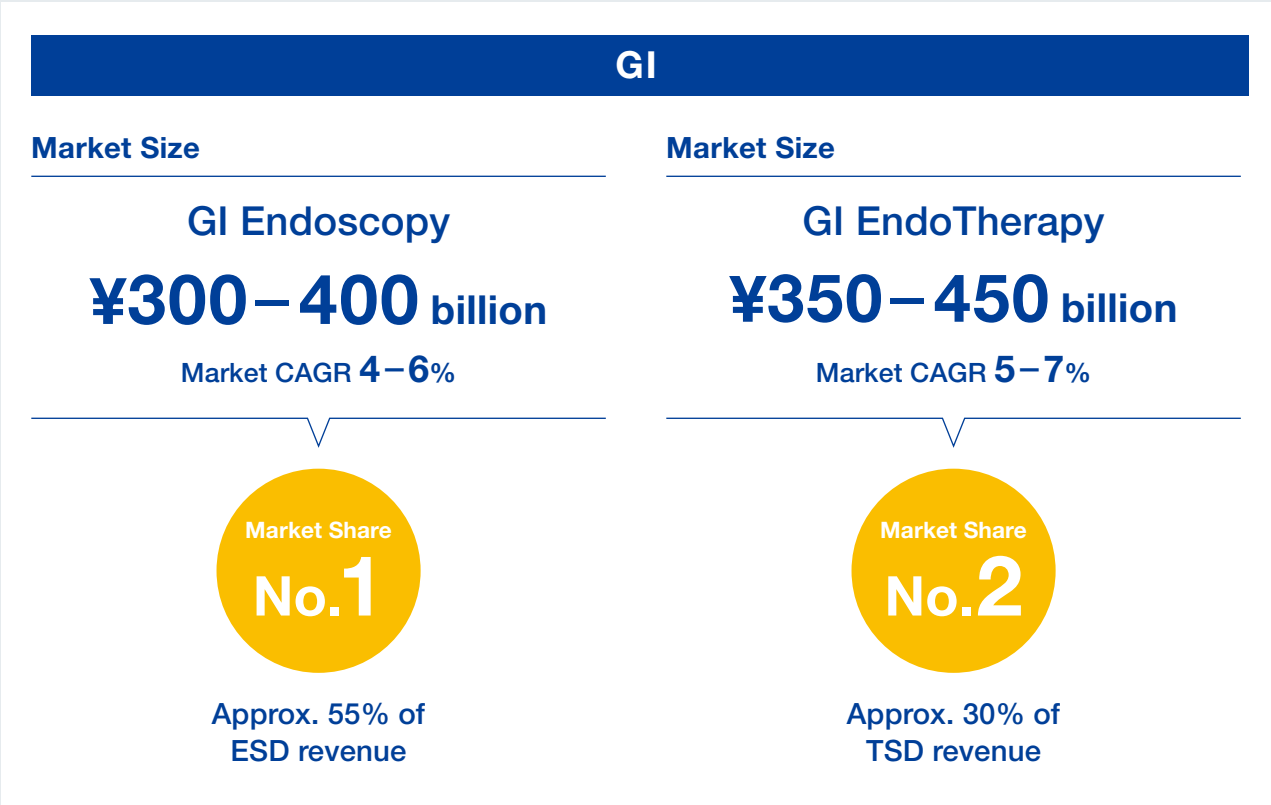 GI
Market Size
GI Endoscopy
¥300–400 billion
Market CAGR 4–6%
Market Share
No.1
Approx. 55% of
ESD revenue
Market Size
GI EndoTherapy
¥350–450 billion
Market CAGR 5–7%
Market Share
No.2
Approx. 30% of
TSD revenue